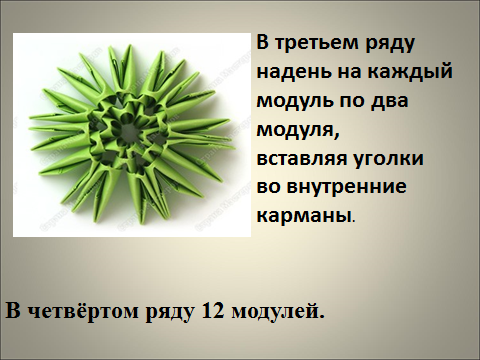 В третьем ряду
надень на каждый
модуль по два
модуля,
вставляя уголки
во внутренние
карманы.
В четвёртом ряду 12 модулей.